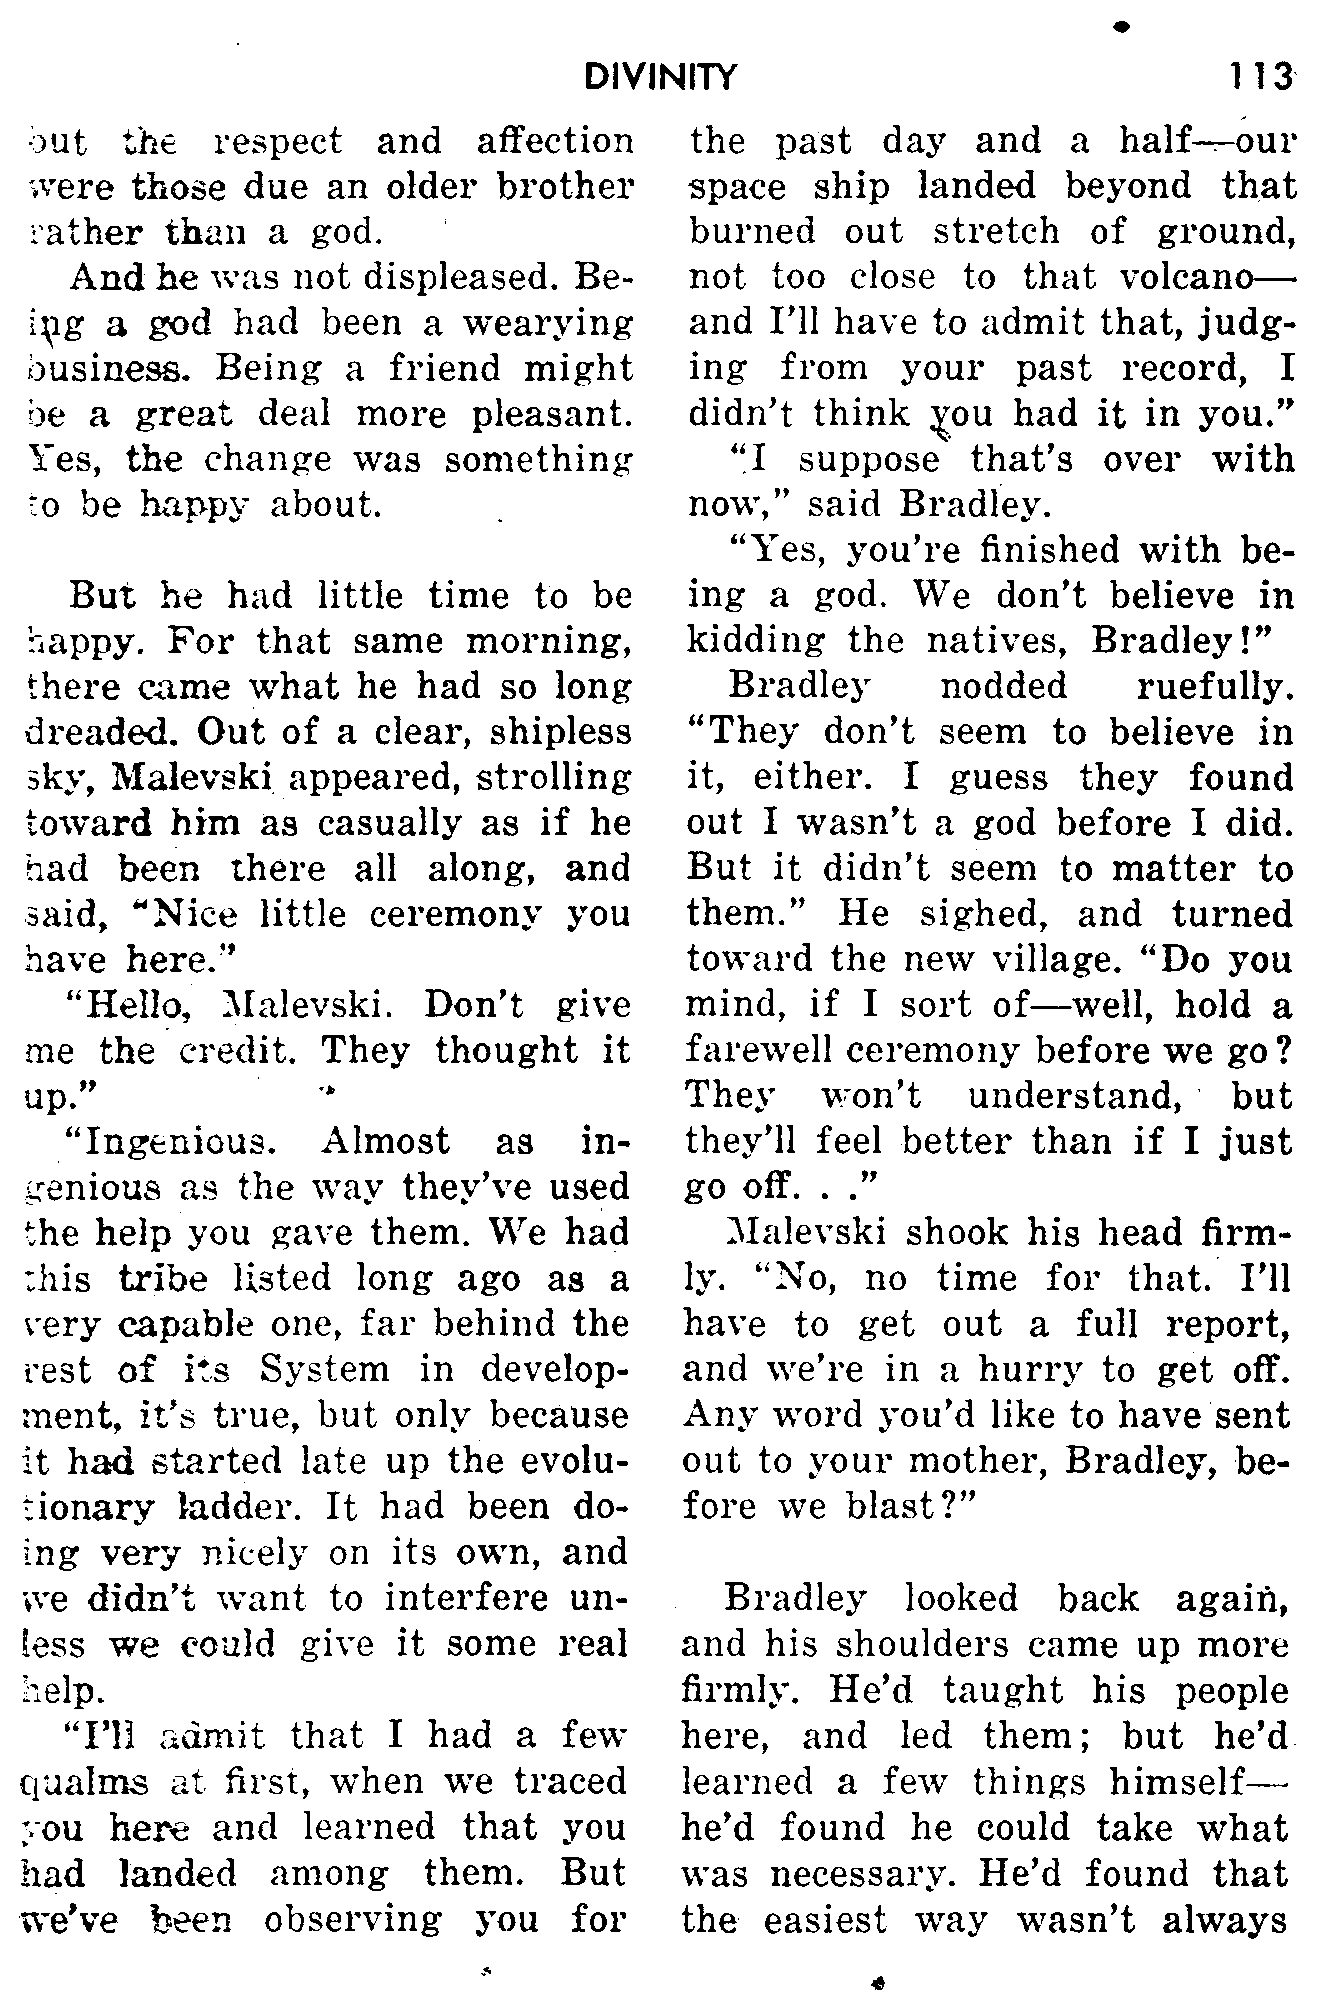 DIVINITY 113
but the respect and affection
were those due an older brother
rather than a god.
And he was not displeased. Be-
ing a god had been a wearying
business. Being a friend might
be a great deal more pleasant.
Yes, the change was something
to be happy about.
But he had little time to be
happy. For that same morning,
there came what he had so long
dreaded. Out of a clear, shipless
sky, Malevski appeared, strolling
toward him as casually as if he
had been there all along, and
said, "Nice little ceremony you
have here."
"Hello, Malevski. Don't give
me the credit. They thought it
up."
"Ingenious. Almost as in-
genious as the way they've used
the help you gave them. We had
this tribe listed long ago as a
very capable one, far behind the
rest of its System in develop-
ment, it's true, but only because
it had started late up the evolu-
tionary ladder. It had been do-
ing very nicely on its own, and
we didn't want to interfere un-
less we could give it some real
help.
"I'll admit that I had a few
qualms at first, when we traced
you here and learned that you
had landed among them. But
we've been observing you for
the past day and a half—our
space ship landed beyond that
burned out stretch of ground,
not too close to that volcano—
and I'll have to admit that, judg-
ing from your past record, I
didn't think you had it in you."
"I suppose that's over with
now," said Bradley.
"Yes, you're finished with be-
ing a god. We don't believe in
kidding the natives, Bradley!"
Bradley nodded ruefully.
"They don't seem to believe in
it, either. I guess they found
out I wasn't a god before I did.
But it didn't seem to matter to
them." He sighed, and turned
toward the new village. "Do you
mind, if I sort of—well, hold a
farewell ceremony before we go?
They won't understand, but
they'll feel better than if I just
go off. . ."
Malevski shook his head firm-
ly. "No, no time for that. I'll
have to get out a full report,
and we're in a hurry to get off.
Any word you'd like to have sent
out to your mother, Bradley, be-
fore we blast?"
Bradley looked back again,
and his shoulders came up more
firmly. He'd taught his people
here, and led them; but he'd
learned a few things himself—
he'd found he could take what
was necessary. He'd found that
the easiest way wasn't always